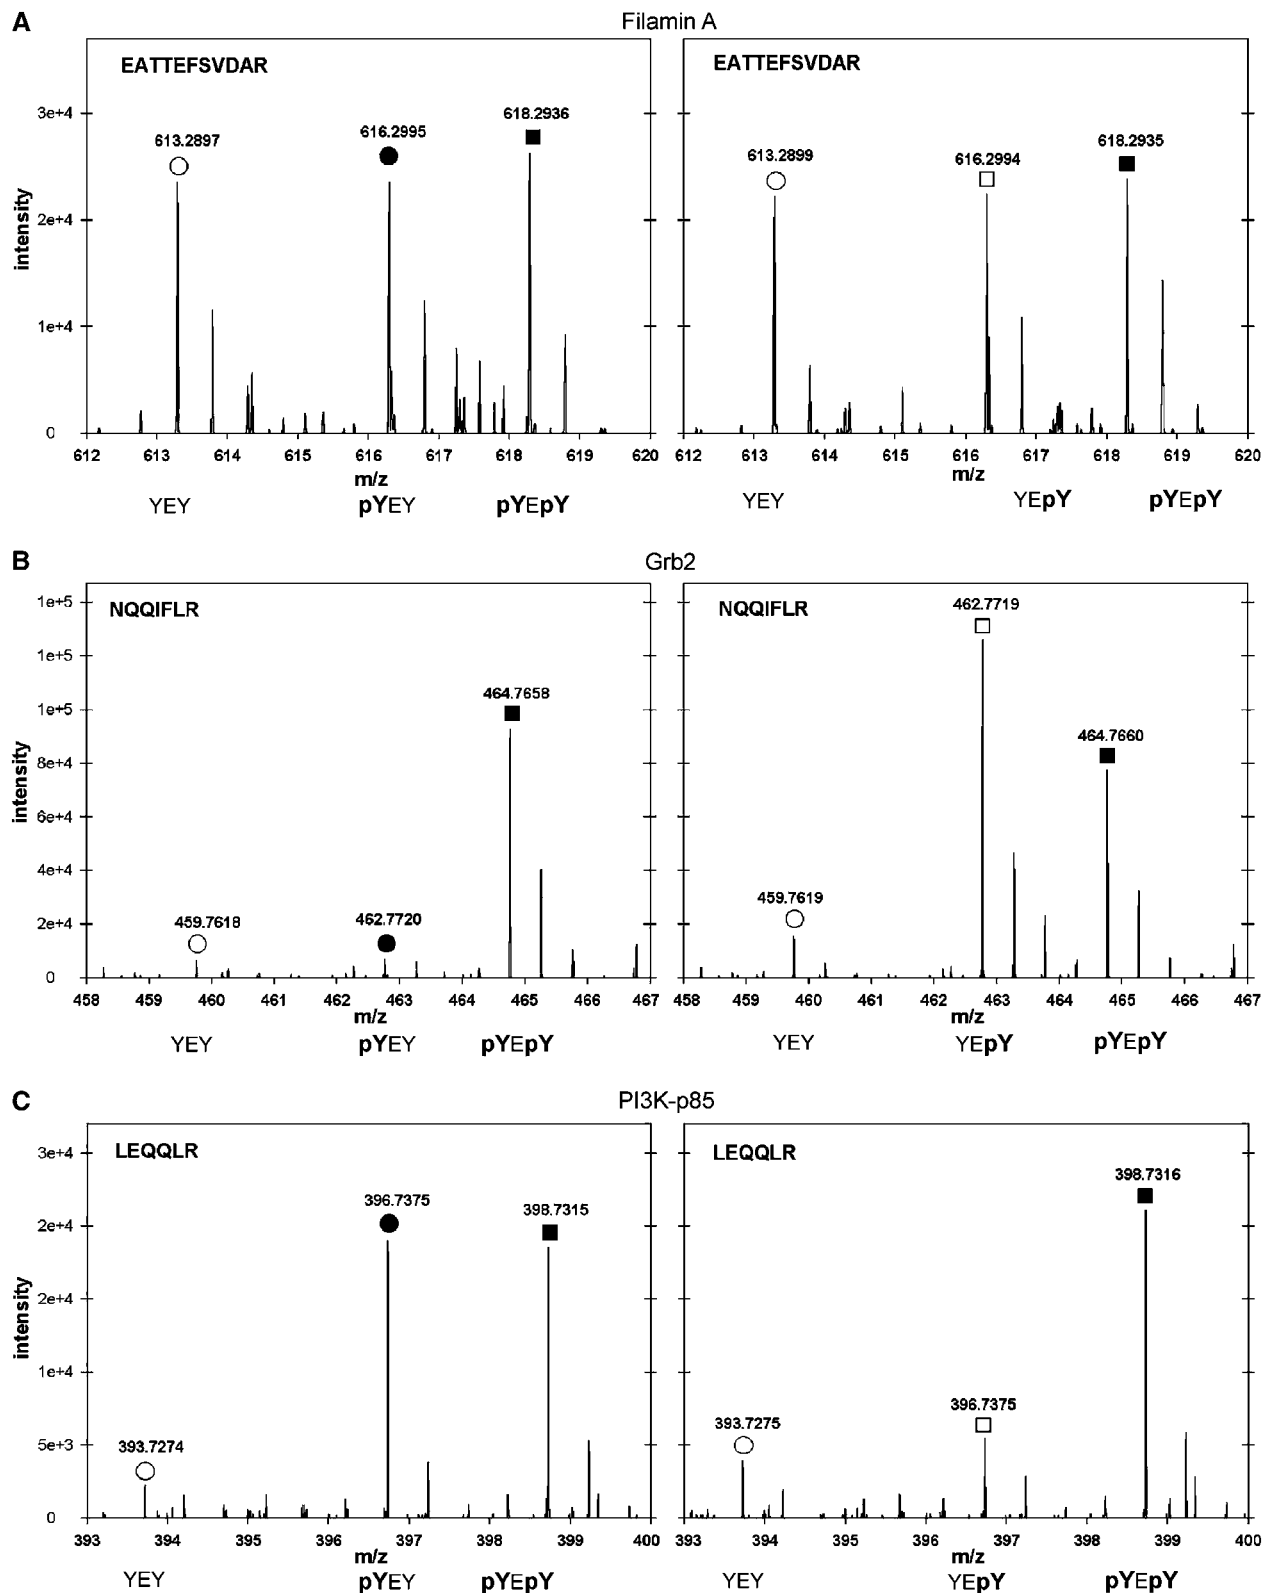 A
Filamin A
EATTEFSVDAR
EATTEFSVDAR
3e+4
2e+4
1e+4
0
intensity
613.2897
616.2995
618.2936
613.2899
616.2994
618.2935
612 613 614 615 616 617 618 619 620
612 613 614 615 616 617 618 619 620
m/z
m/z
YEY pYEY pYEpY
YEY YEpY pYEpY
B
Grb2
NQQIFLR
NQQIFLR
1e+5
1e+5
1e+5
8e+4
6e+4
4e+4
2e+4
0
intensity
459.7618
462.7720
464.7658
459.7619
462.7719
464.7660
458 459 460 461 462 463 464 465 466 467
458 459 460 461 462 463 464 465 466 467
m/z
m/z
YEY pYEY pYEpY
YEY YEpY pYEpY
C
PI3K-p85
LEQQLR
LEQQLR
3e+4
2e+4
2e+4
1e+4
5e+3
0
intensity
393.7274
396.7375
398.7315
393.7275
396.7375
398.7316
393 394 395 396 397 398 399 400
393 394 395 396 397 398 399 400
m/z
m/z
YEY pYEY pYEpY
YEY YEpY pYEpY